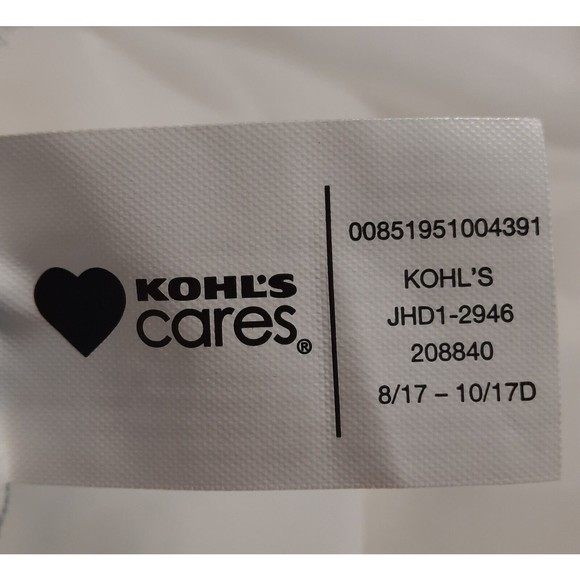 KOHL'S
cares®
00851951004391
KOHL'S
JHD1-2946
208840
8/17 – 10/17D